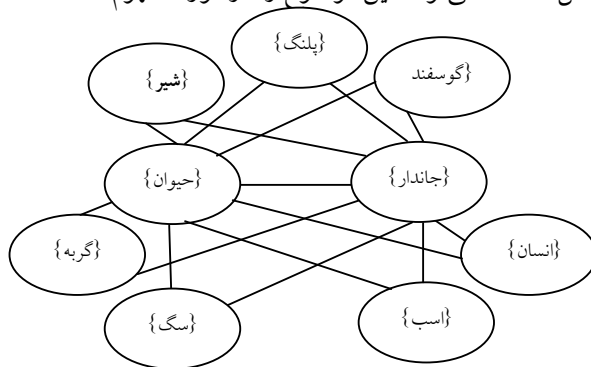 {پلنگ}
{شیر}
{گوسفند
{حیوان}
{جاندار}
{گربه}
{انسان}
{سگ}
{اسب}